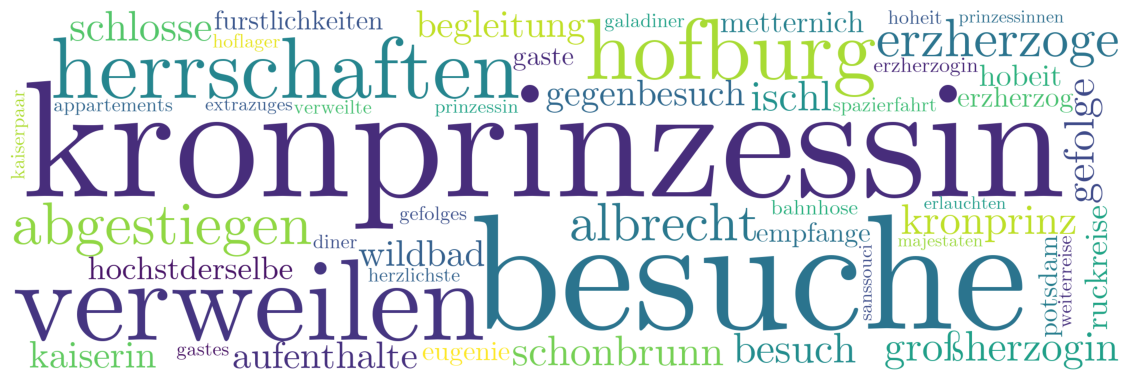 schlosse furstlichkeiten begleitung galadiner metternich hoheit prinzessinnen
hoflager gaste hofburg erzherzoge
herrschaften erzherzogin
appartements extrazuges verweilte prinzessin gegenbesuch ischl spazierfahrt hobeit erzherzog
kaiserpaar kronprinzessin gefolge
abgestiegen gefolges albrecht bahnhose erlauchten kronprinz
diner wildbad empfange majestaten
hochstderselbe herzlichste besuche sanssouci potsdam weiterreise ruckreise
verweilen
kaiserin gastes aufenthalte eugenie schonbrunn besuch großherzogin